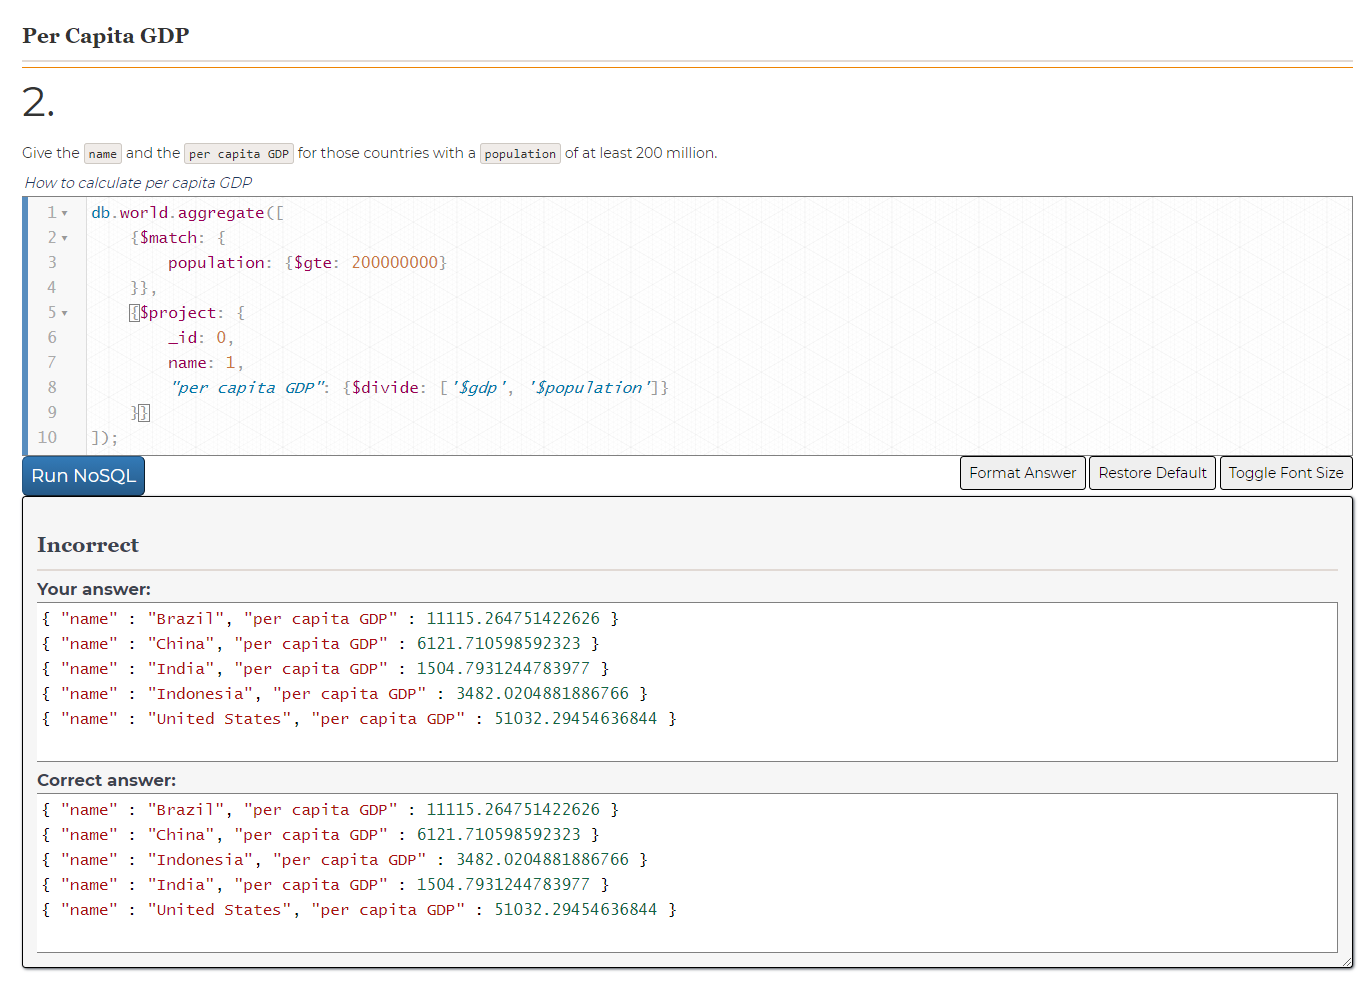 Per Capita GDP
2.
Give the name and the per capita GDP for those countries with a population of at least 200 million.
How to calculate per capita GDP
1 db.world.aggregate([
2     {$match: {
3         population: {$gte: 200000000}
4     }},
5     {$project: {
6         _id: 0,
7         name: 1,
8         "per capita GDP": {$divide: ['$gdp', '$population']}
9     }}
10 ]);
Run NoSQL Format Answer Restore Default Toggle Font Size
Incorrect
Your answer:
{ "name" : "Brazil", "per capita GDP" : 11115.264751422626 }
{ "name" : "China", "per capita GDP" : 6121.710598592323 }
{ "name" : "India", "per capita GDP" : 1504.7931244783977 }
{ "name" : "Indonesia", "per capita GDP" : 3482.0204881886766 }
{ "name" : "United States", "per capita GDP" : 51032.29454636844 }
Correct answer:
{ "name" : "Brazil", "per capita GDP" : 11115.264751422626 }
{ "name" : "China", "per capita GDP" : 6121.710598592323 }
{ "name" : "Indonesia", "per capita GDP" : 3482.0204881886766 }
{ "name" : "India", "per capita GDP" : 1504.7931244783977 }
{ "name" : "United States", "per capita GDP" : 51032.29454636844 }